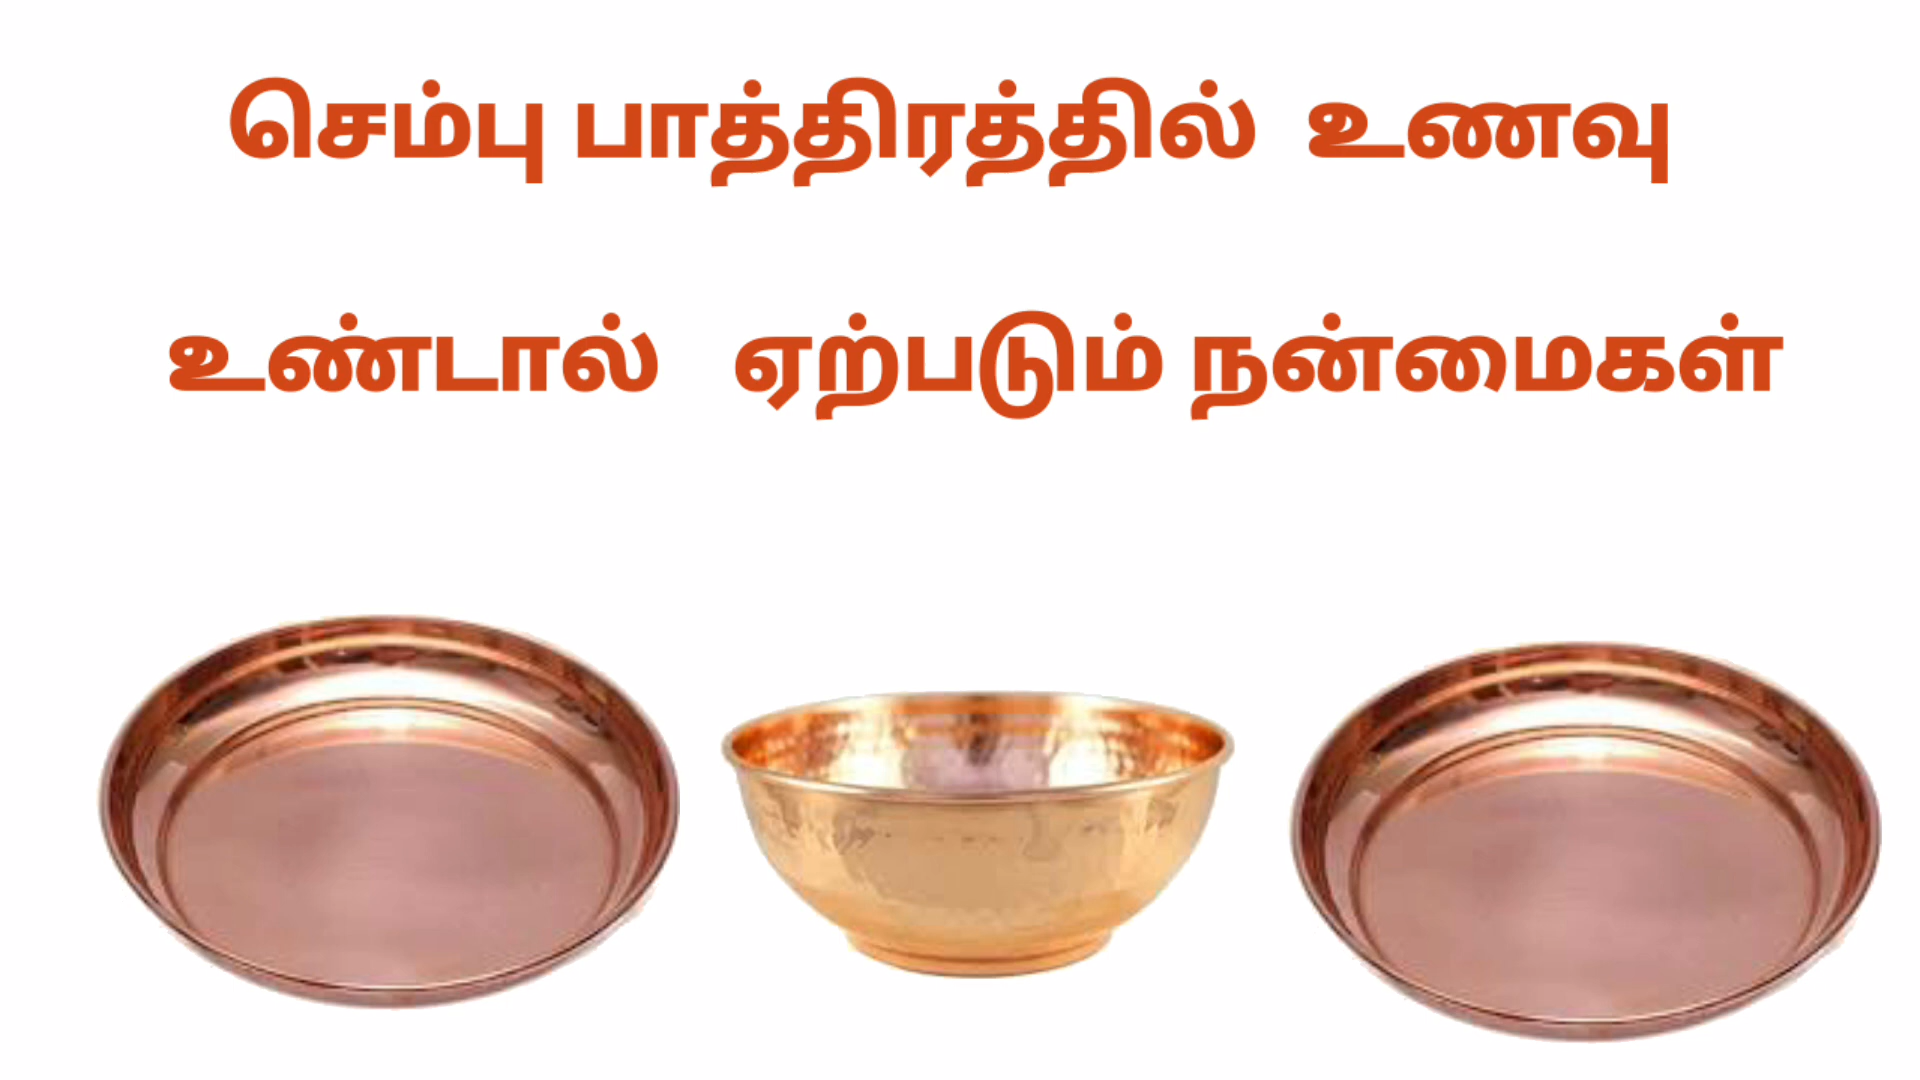 செம்பு பாத்திரத்தில் உணவு
உண்டால் ஏற்படும் நன்மைகள்